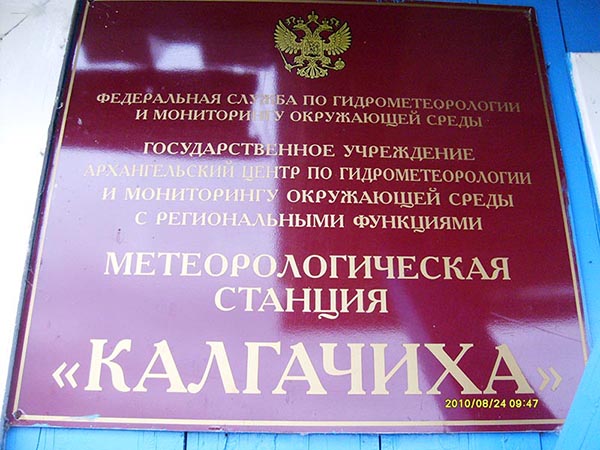 ФЕДЕРАЛЬНАЯ СЛУЖБА ПО ГИДРОМЕТЕОРОЛОГИИ
И МОНИТОРИНГУ ОКРУЖАЮЩЕЙ СРЕДЫ
ГОСУДАРСТВЕННОЕ УЧРЕЖДЕНИЕ
АРХАНГЕЛЬСКИЙ ЦЕНТР ПО ГИДРОМЕТЕОРОЛОГИИ
И МОНИТОРИНГУ ОКРУЖАЮЩЕЙ СРЕДЫ
С РЕГИОНАЛЬНЫМИ ФУНКЦИЯМИ
МЕТЕОРОЛОГИЧЕСКАЯ
СТАНЦИЯ
«КАЛГАЧИХА»
2010/08/24 09:47